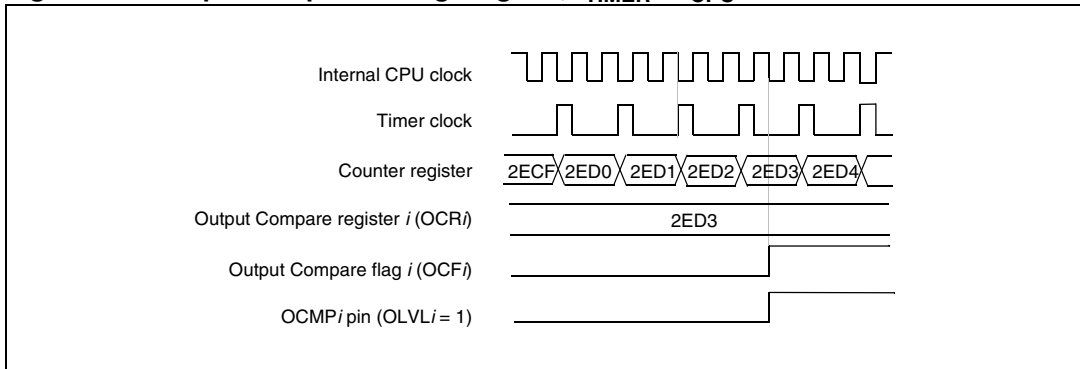 Internal CPU clock
Timer clock
Counter register
2ECF 2ED0 2ED1 2ED2 2ED3 2ED4
Output Compare register i (OCRi)
2ED3
Output Compare flag i (OCFi)
OCMPi pin (OLVLi = 1)